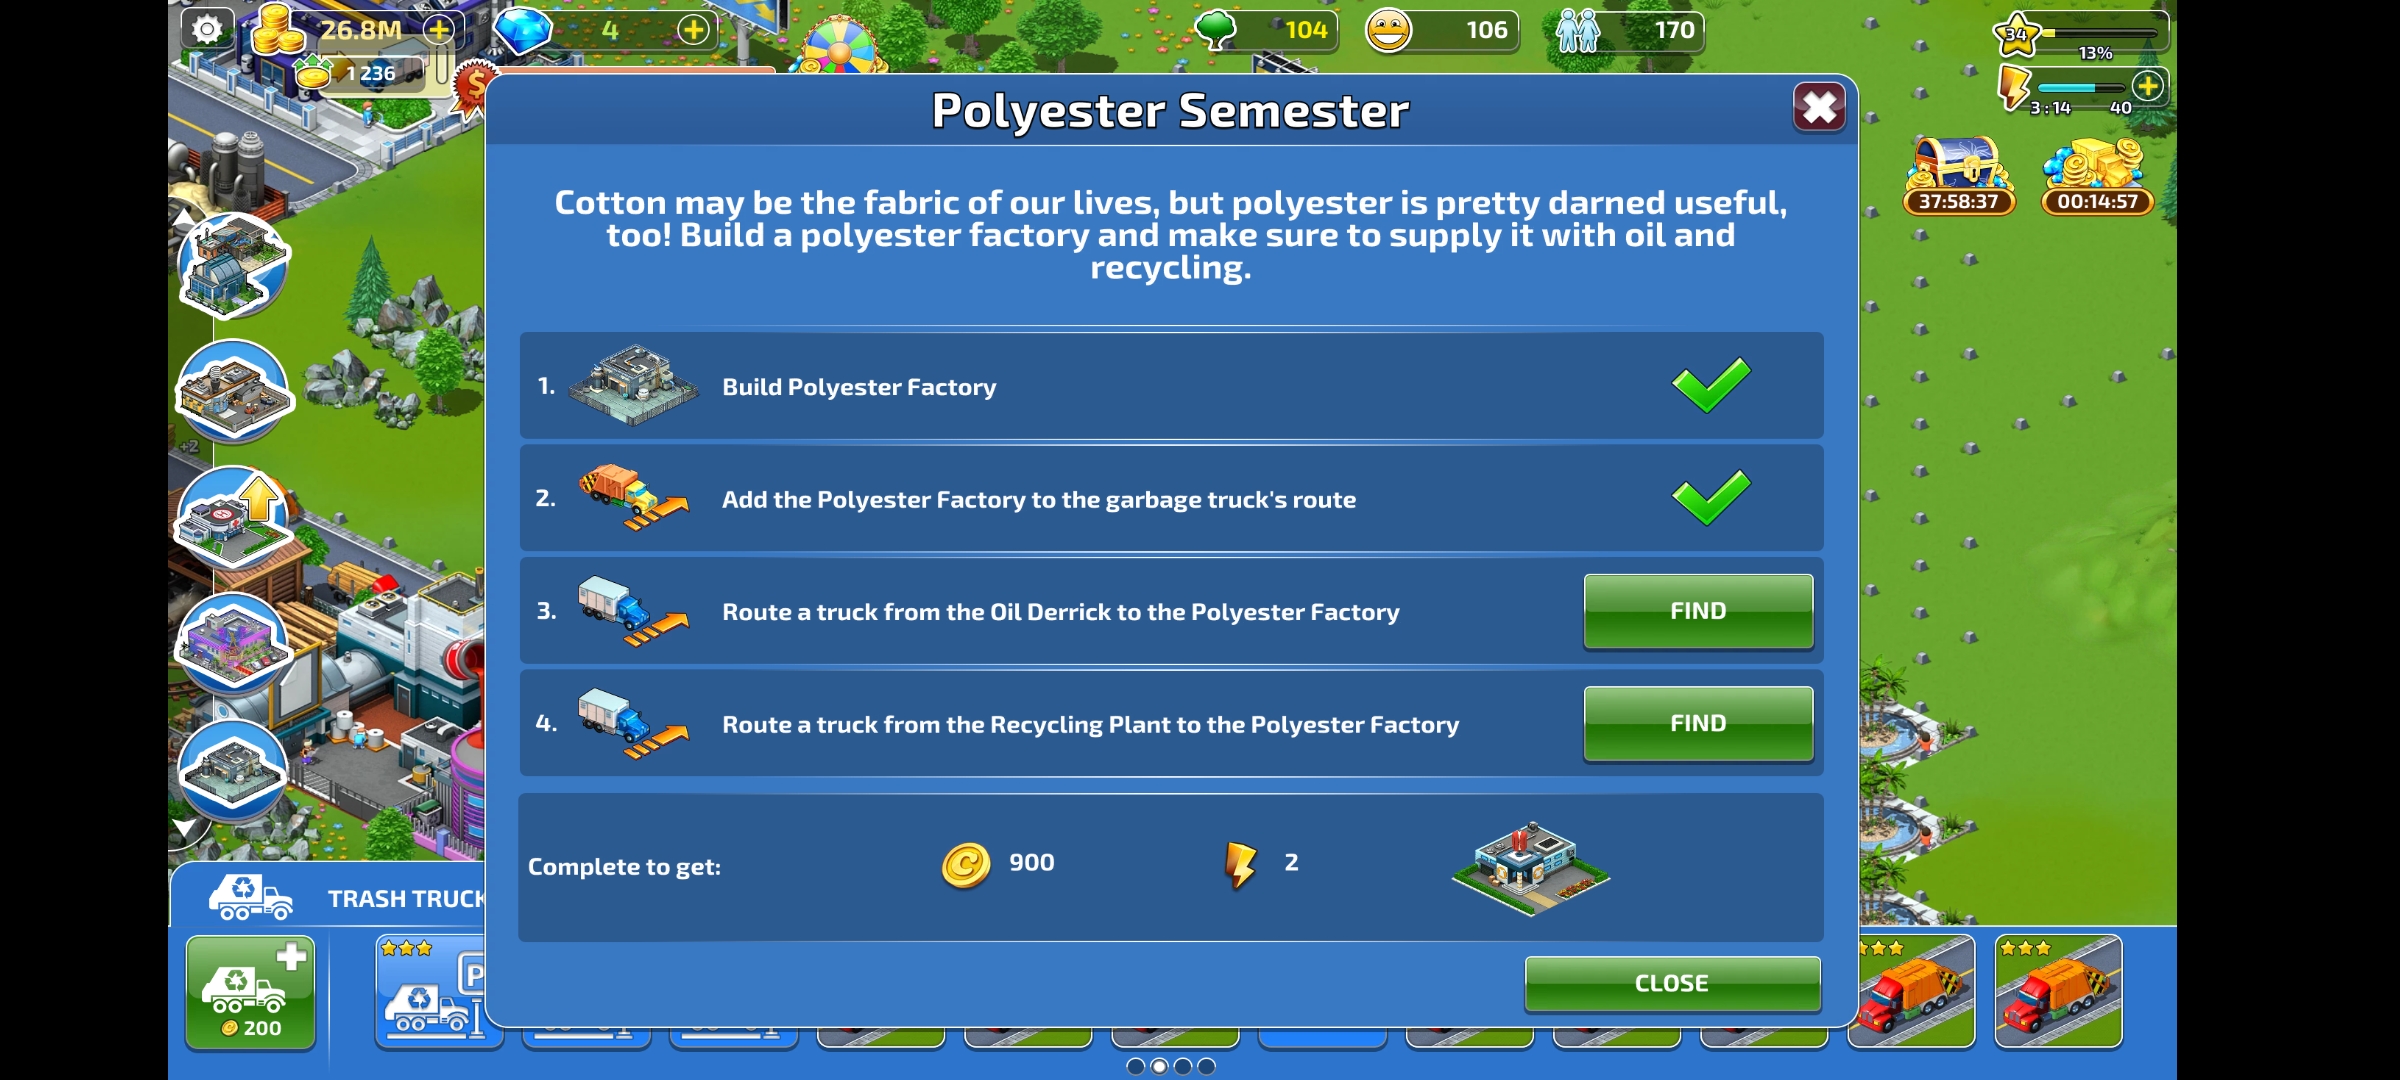 26.8M
4
104
106
170
34
13%
1 236
3:14
40
Polyester Semester
37:58:37
00:14:57
Cotton may be the fabric of our lives, but polyester is pretty darned useful,
too! Build a polyester factory and make sure to supply it with oil and
recycling.
1.
Build Polyester Factory
+2
2.
Add the Polyester Factory to the garbage truck's route
3.
Route a truck from the Oil Derrick to the Polyester Factory
FIND
4.
Route a truck from the Recycling Plant to the Polyester Factory
FIND
Complete to get:
900
2
TRASH TRUCK
CLOSE
P
200